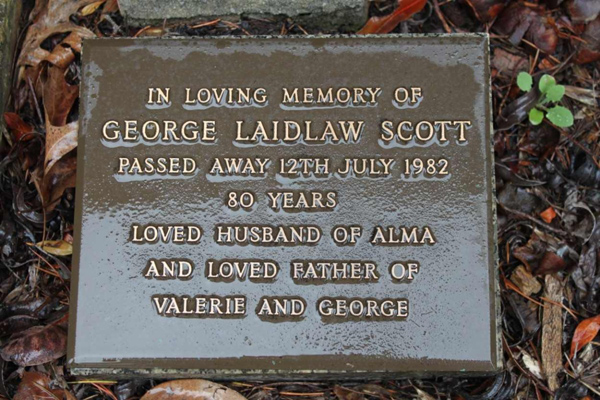 IN LOVING MEMORY OF
GEORGE LAIDLAW SCOTT
PASSED AWAY 12TH JULY 1982
80 YEARS
LOVED HUSBAND OF ALMA
AND LOVED FATHER OF
VALERIE AND GEORGE